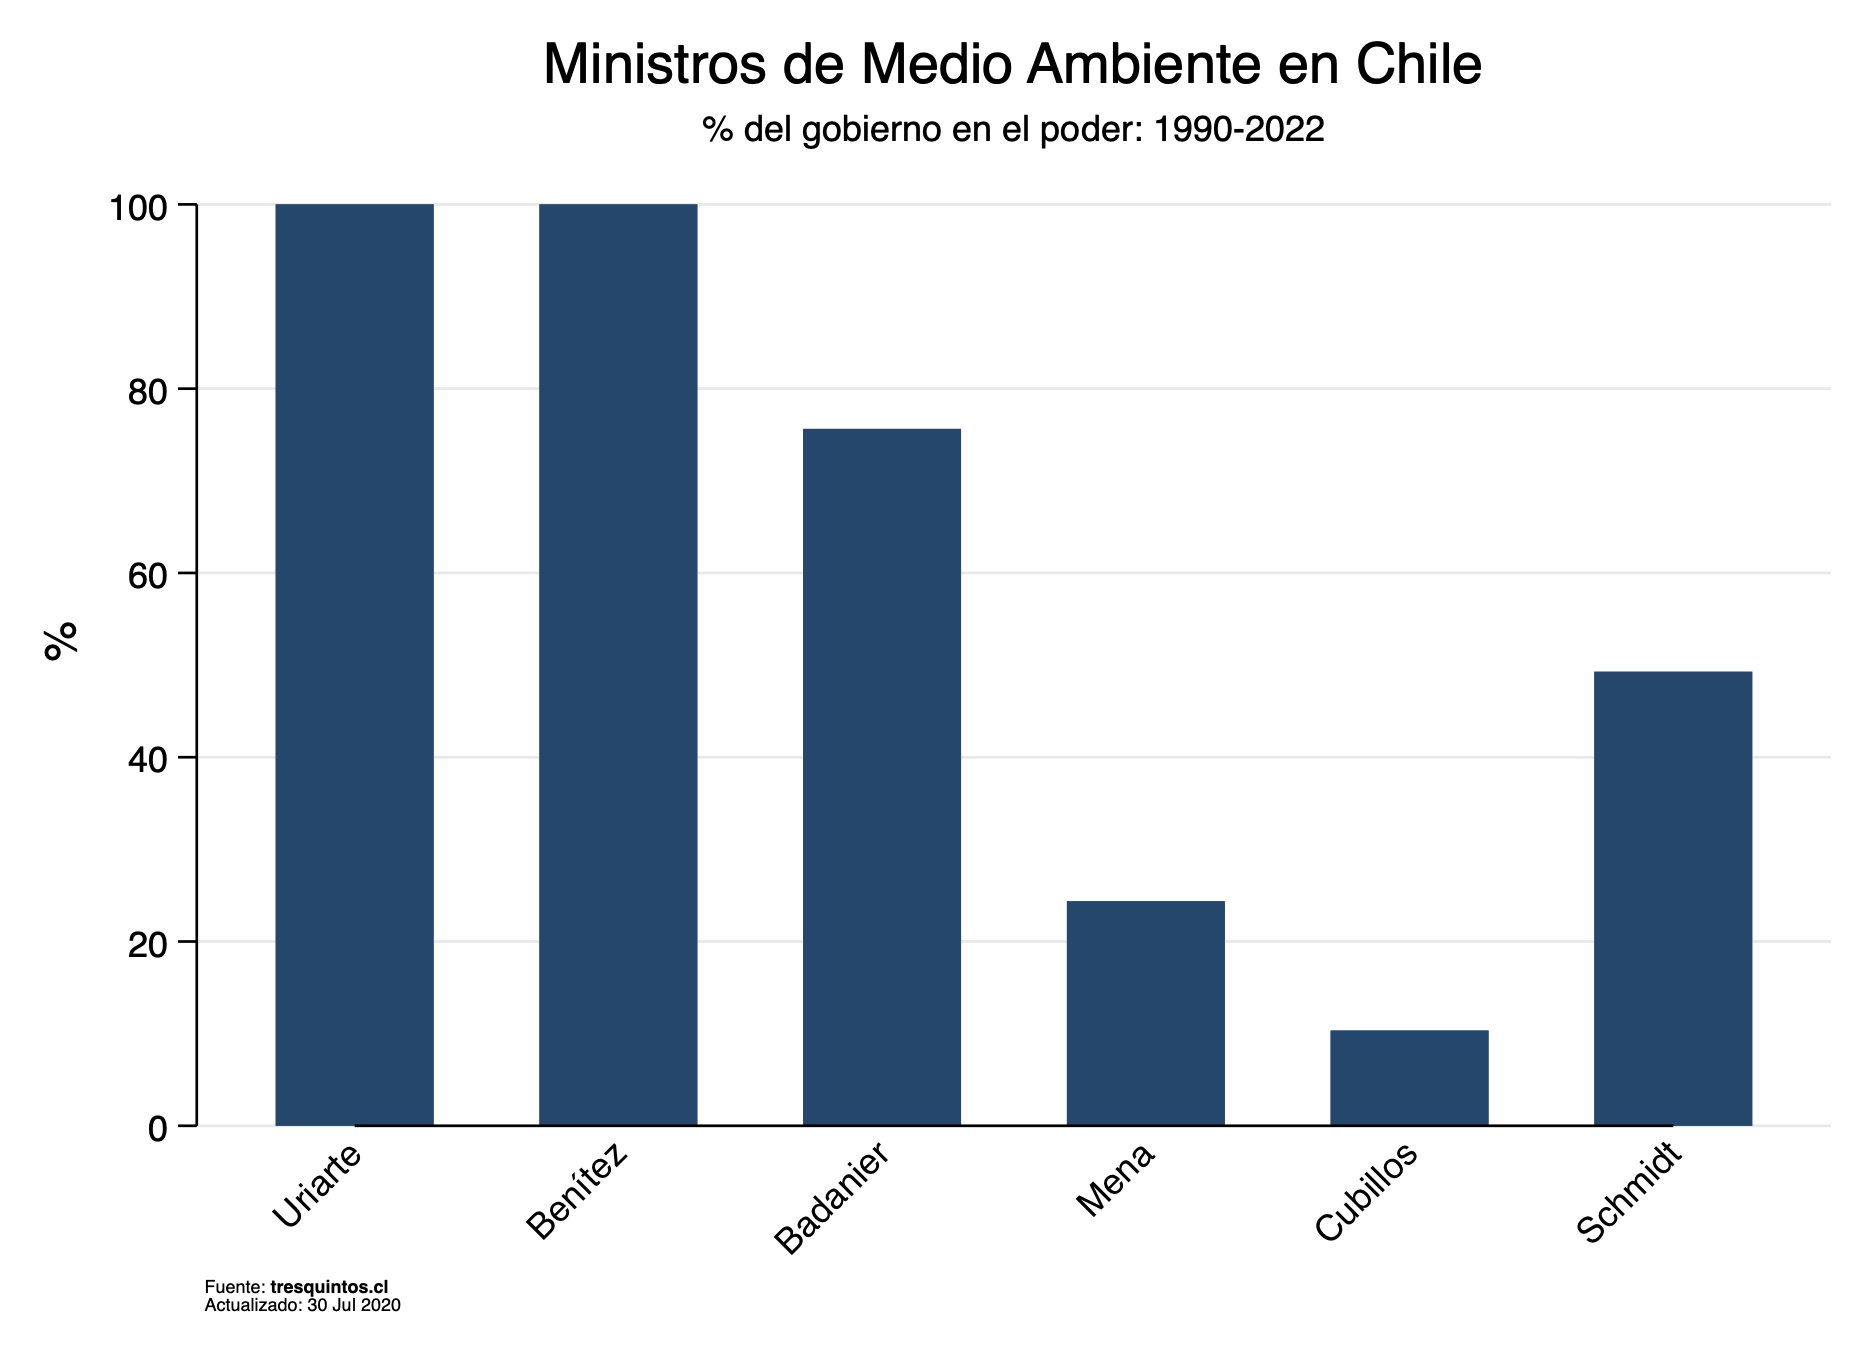 Ministros de Medio Ambiente en Chile
% del gobierno en el poder: 1990-2022
%
100
80
60
40
20
0
Uriarte
Benítez
Badanier
Mena
Cubillos
Schmidt
Fuente: tresquintos.cl
Actualizado: 30 Jul 2020